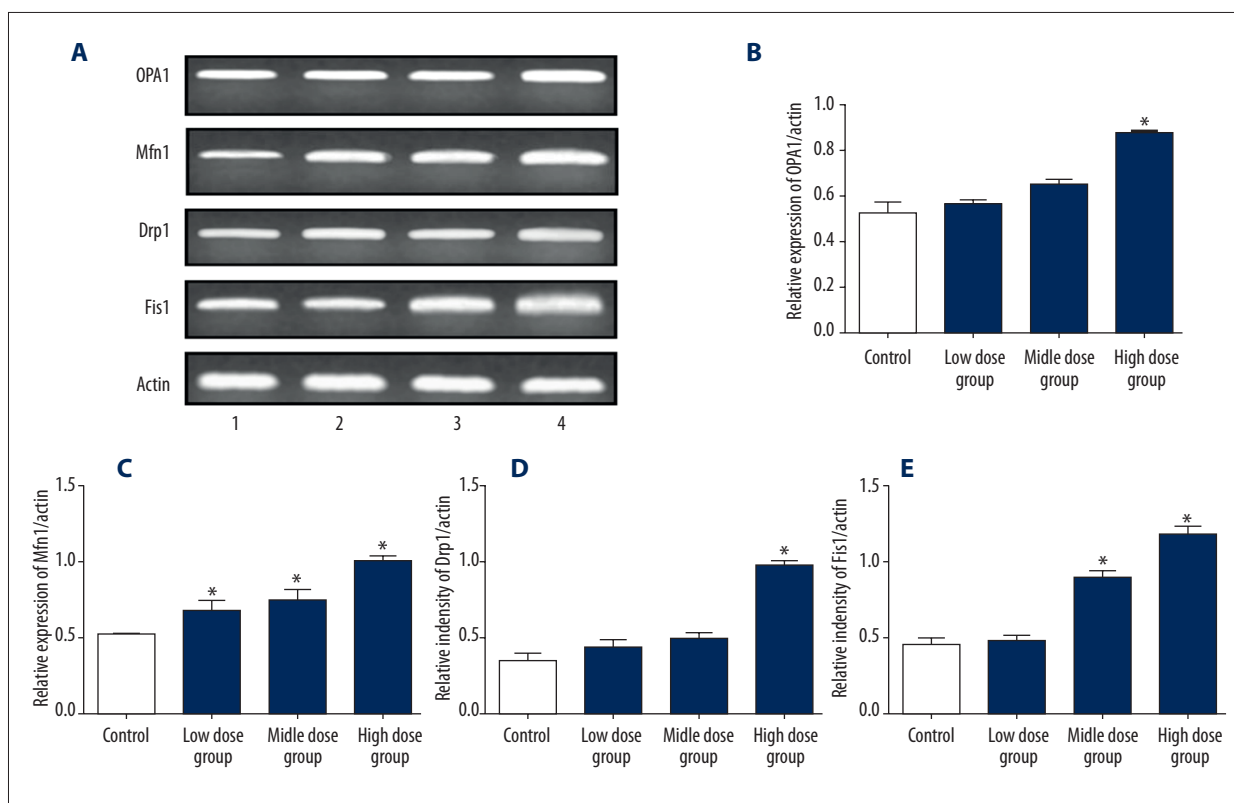 A
OPA1
Mfn1
Drp1
Fis1
Actin
1 2 3 4
B
Relative expression of OPA1/actin
1.0
0.8
0.6
0.4
0.2
0.0
*
Control
Low dose
group
Midle dose
group
High dose
group
C
Relative expression of Mfn1/actin
1.5
1.0
0.5
0.0
*
*
*
Control
Low dose
group
Midle dose
group
High dose
group
D
Relative indensity of Drp1/actin
1.5
1.0
0.5
0.0
*
Control
Low dose
group
Midle dose
group
High dose
group
E
Relative indensity of Fis1/actin
1.5
1.0
0.5
0.0
*
*
Control
Low dose
group
Midle dose
group
High dose
group